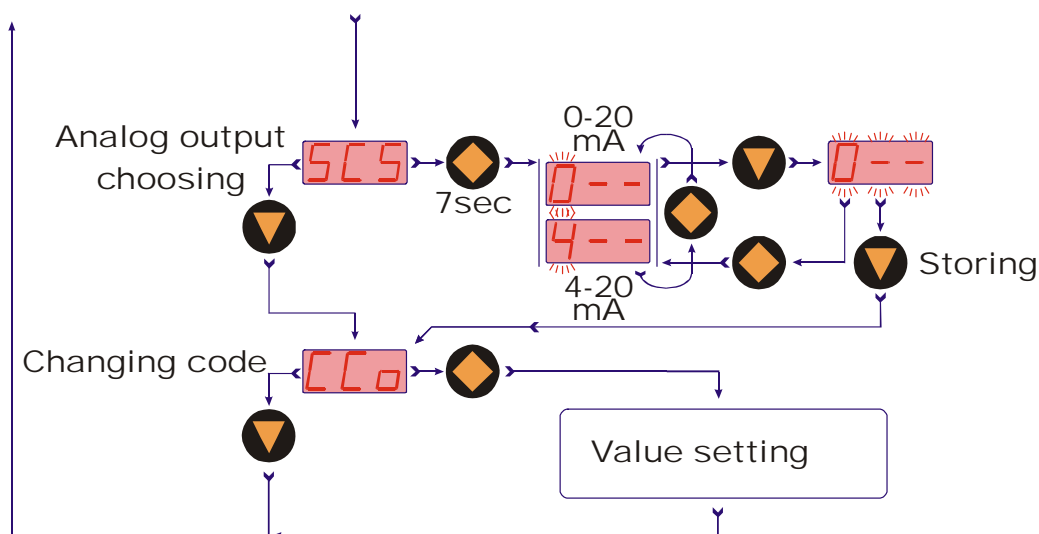 0-20
mA
Analog output
choosing
SCS
7sec
0--
4--
0--
4-20
mA
Storing
Changing code
CCo
Value setting